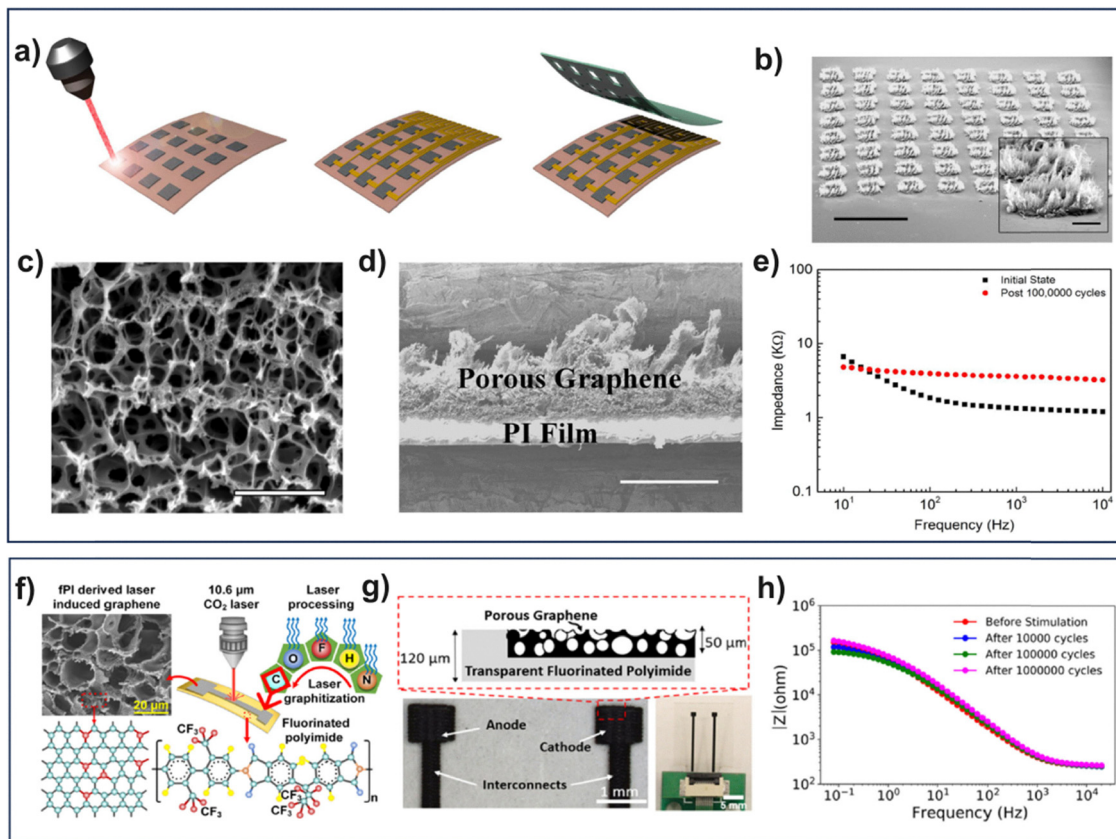 a)
b)
c)
d)
Porous Graphene
PI Film
e)
Impedance (KΩ)
100
10
1
0.1
Initial State
Post 100,0000 cycles
10¹
10²
10³
10⁴
Frequency (Hz)
f)
fPI derived laser
induced graphene
10.6 µm
CO₂ laser
Laser
processing
O
F
H
C
N
Laser
graphitization
Fluorinated
polyimide
20 µm
CF₃
CF₃
CF₃
CF₃
n
g)
Porous Graphene
120 µm
50 µm
Transparent Fluorinated Polyimide
Anode
Cathode
Interconnects
1 mm
5 mm
h)
|Z|(ohm)
10⁶
10⁵
10⁴
10³
10²
Before Stimulation
After 10000 cycles
After 100000 cycles
After 1000000 cycles
10⁻¹
10⁰
10¹
10²
10³
10⁴
Frequency (Hz)